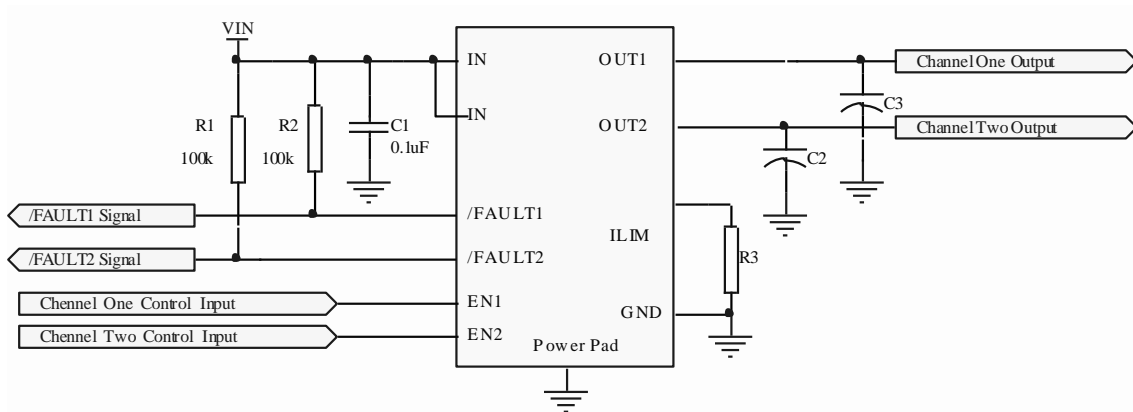 VIN
IN
OUT1
Channel One Output
R1
100k
R2
100k
C1
0.1uF
IN
C3
OUT2
Channel Two Output
C2
/FAULT1 Signal
/FAULT1
ILIM
R3
/FAULT2 Signal
/FAULT2
Chennel One Control Input
EN1
GND
Channel Two Control Input
EN2
Power Pad